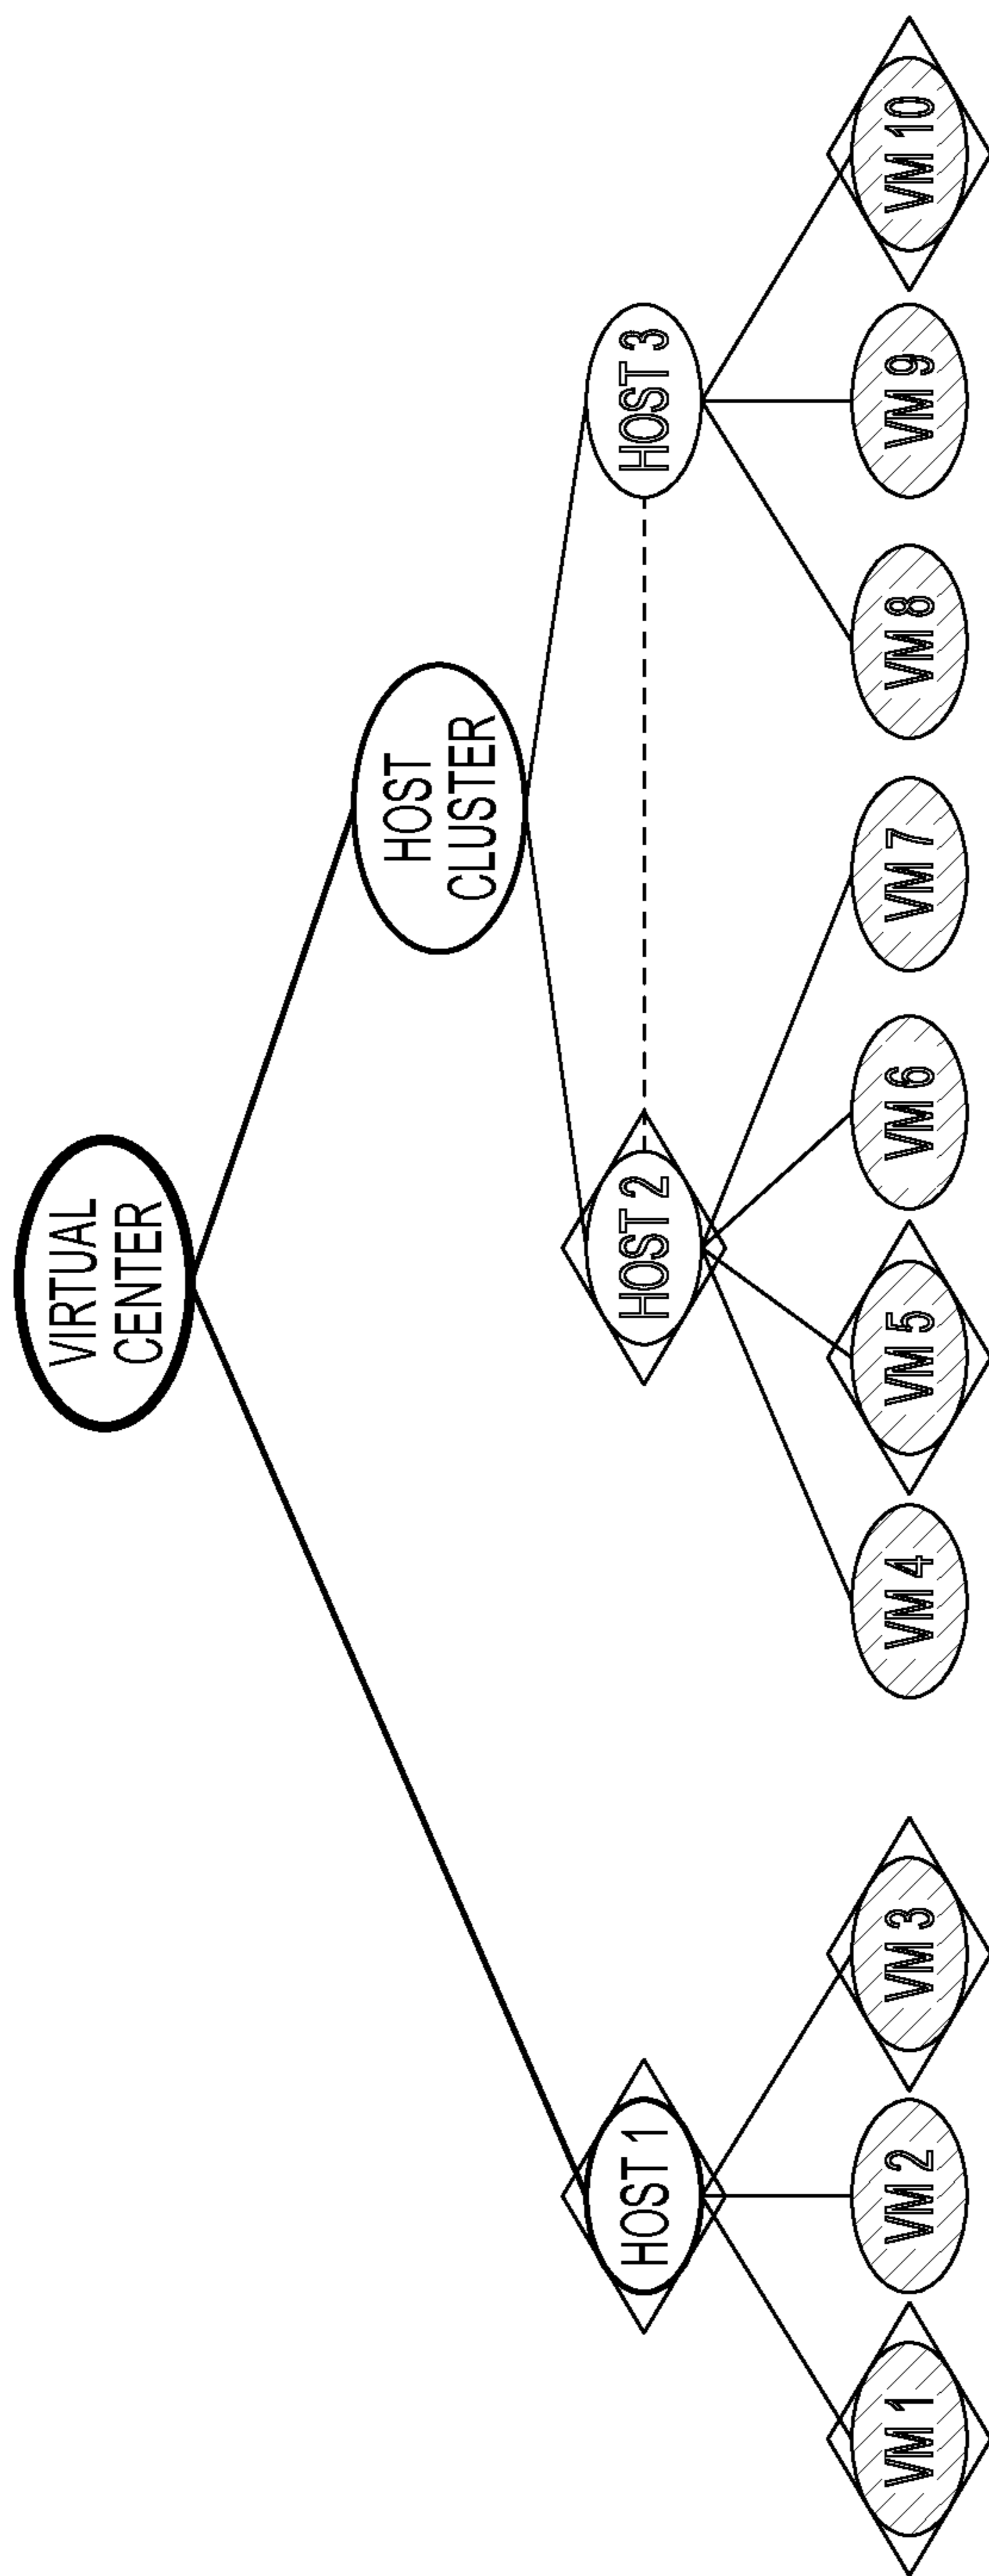 VIRTUAL
CENTER
HOST
CLUSTER
HOST 1
HOST 2
HOST 3
VM 1
VM 2
VM 3
VM 4
VM 5
VM 6
VM 7
VM 8
VM 9
VM 10